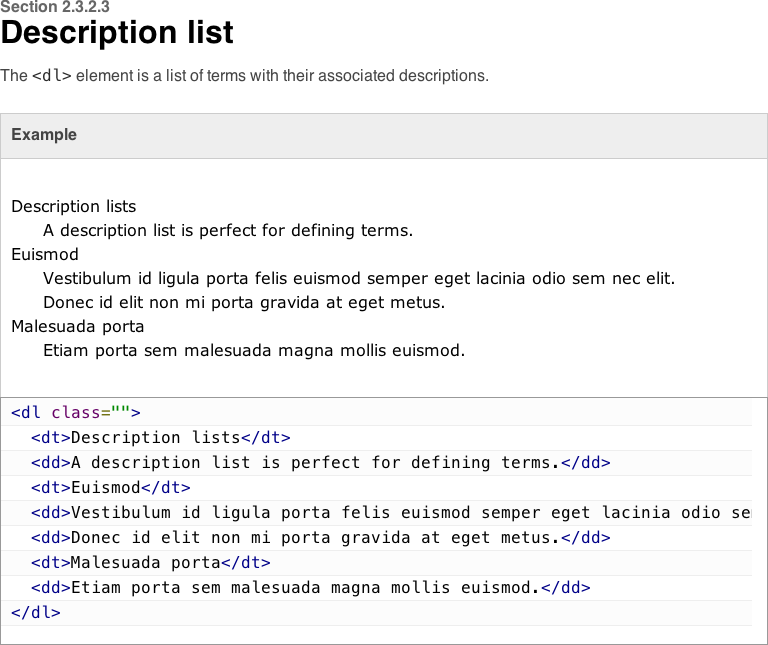 Section 2.3.2.3
Description list
The <dl> element is a list of terms with their associated descriptions.
Example
Description lists
A description list is perfect for defining terms.
Euismod
Vestibulum id ligula porta felis euismod semper eget lacinia odio sem nec elit.
Donec id elit non mi porta gravida at eget metus.
Malesuada porta
Etiam porta sem malesuada magna mollis euismod.
<dl class="">
<dt>Description lists</dt>
<dd>A description list is perfect for defining terms.</dd>
<dt>Euismod</dt>
<dd>Vestibulum id ligula porta felis euismod semper eget lacinia odio se
<dd>Donec id elit non mi porta gravida at eget metus.</dd>
<dt>Malesuada porta</dt>
<dd>Etiam porta sem malesuada magna mollis euismod.</dd>
</dl>